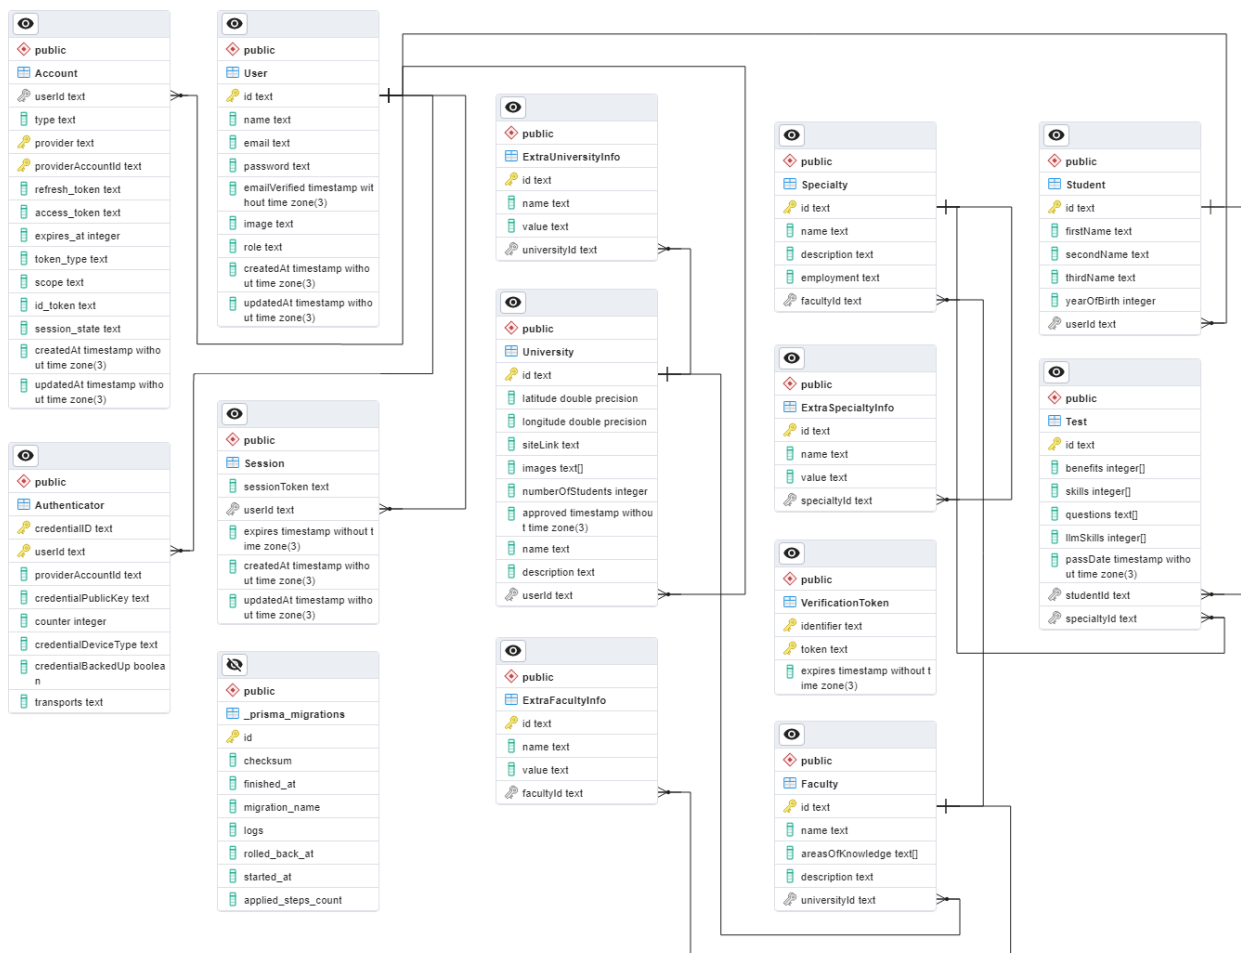 public
Account
userId text
type text
provider text
providerAccountId text
refresh_token text
access_token text
expires_at integer
token_type text
scope text
id_token text
session_state text
createdAt timestamp witho
ut time zone(3)
updatedAt timestamp witho
ut time zone(3)
public
Authenticator
credentialID text
userId text
providerAccountId text
credentialPublicKey text
counter integer
credentialDeviceType text
credentialBackedUp boolea
n
transports text
public
User
id text
name text
email text
password text
emailVerified timestamp wit
hout time zone(3)
image text
role text
createdAt timestamp witho
ut time zone(3)
updatedAt timestamp witho
ut time zone(3)
public
Session
sessionToken text
userId text
expires timestamp without t
ime zone(3)
createdAt timestamp witho
ut time zone(3)
updatedAt timestamp witho
ut time zone(3)
public
_prisma_migrations
id
checksum
finished_at
migration_name
logs
rolled_back_at
started_at
applied_steps_count
public
ExtraUniversityInfo
id text
name text
value text
universityId text
public
University
id text
latitude double precision
longitude double precision
siteLink text
images text[]
numberOfStudents integer
approved timestamp withou
t time zone(3)
name text
description text
userId text
public
ExtraFacultyInfo
id text
name text
value text
facultyId text
public
Specialty
id text
name text
description text
employment text
facultyId text
public
ExtraSpecialtyInfo
id text
name text
value text
specialtyId text
public
VerificationToken
identifier text
token text
expires timestamp without t
ime zone(3)
public
Faculty
id text
name text
areasOfKnowledge text[]
description text
universityId text
public
Student
id text
firstName text
secondName text
thirdName text
yearOfBirth integer
userId text
public
Test
id text
benefits integer[]
skills integer[]
questions text[]
llmSkills integer[]
passDate timestamp witho
ut time zone(3)
studentId text
specialtyId text